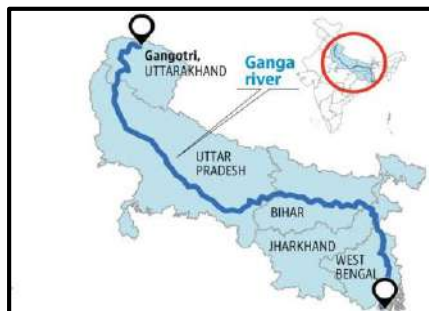 Gangotri,
UTTARAKHAND
Ganga
river
UTTAR
PRADESH
BIHAR
JHARKHAND
WEST
BENGAL